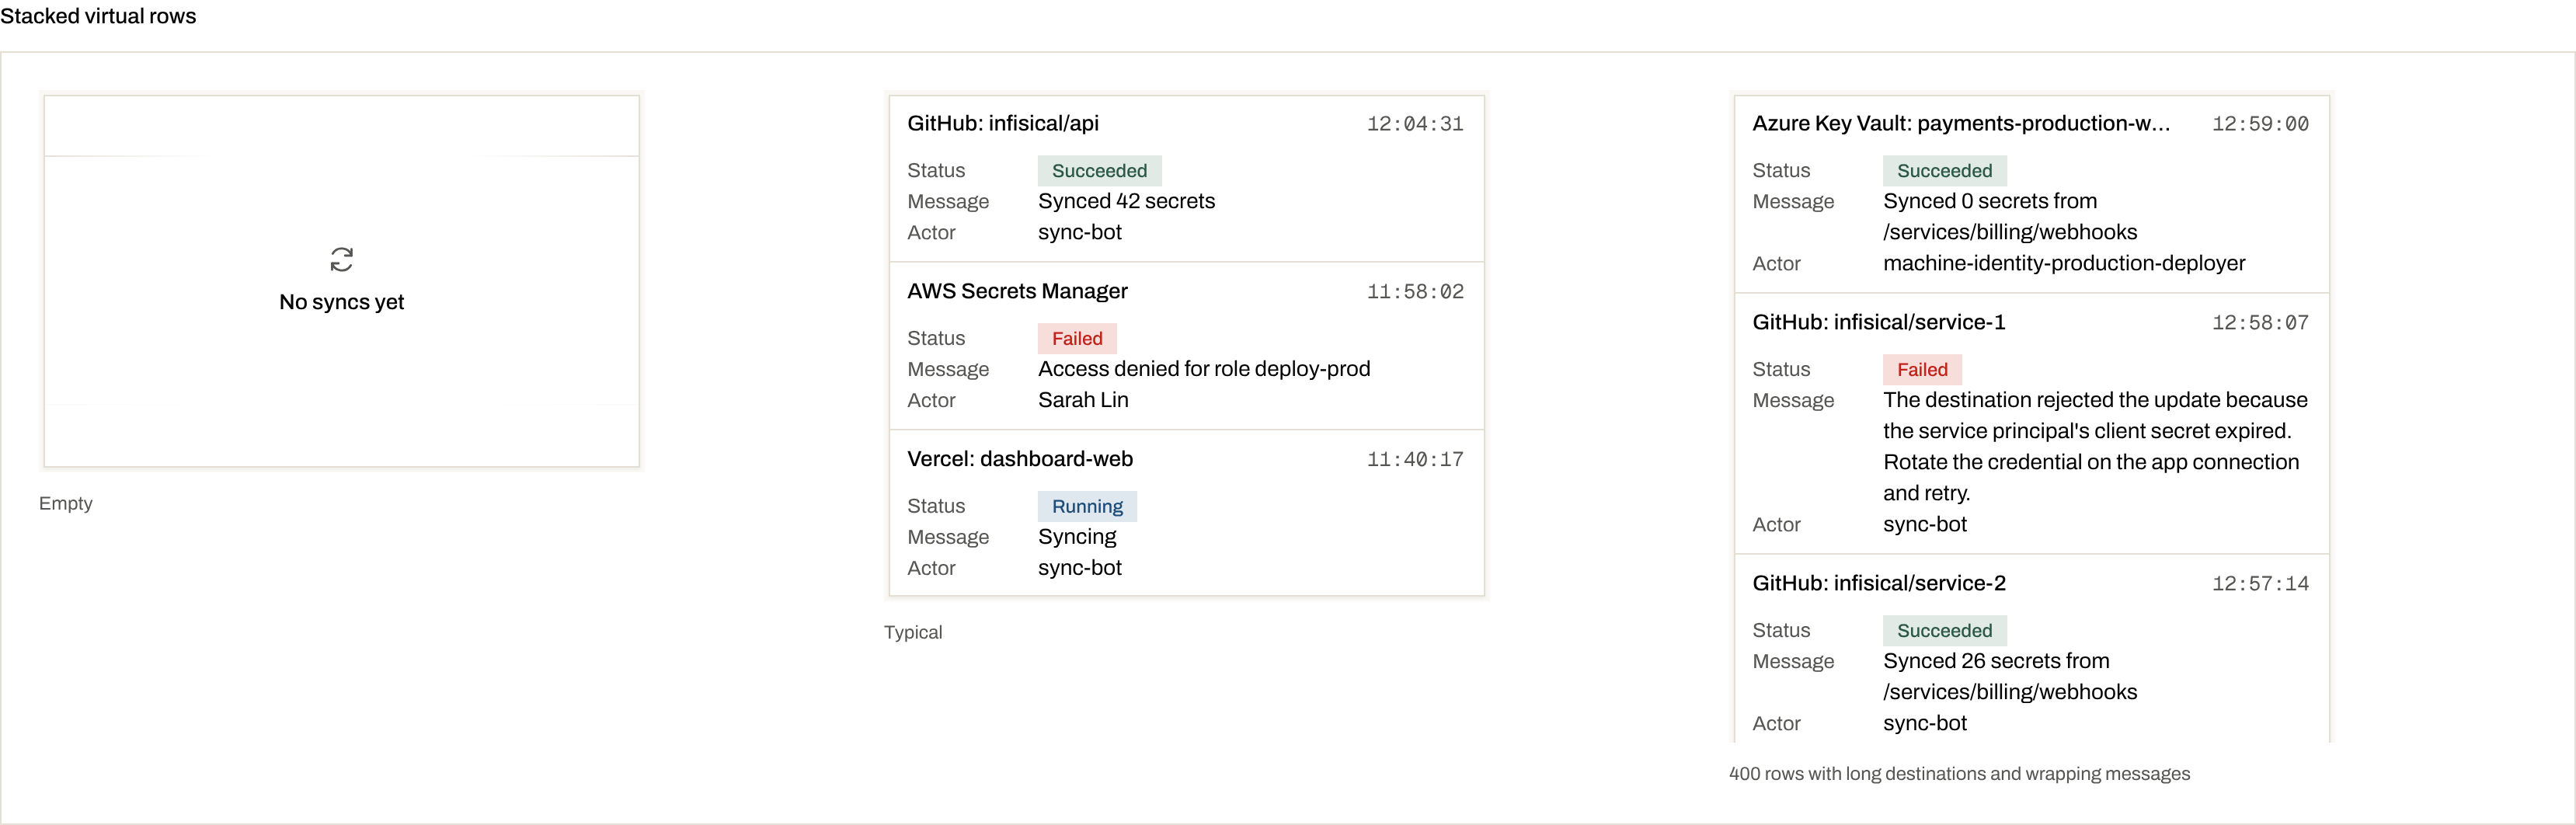 Stacked virtual rows
No syncs yet
Empty
GitHub: infisical/api 12:04:31
Status Succeeded
Message Synced 42 secrets
Actor sync-bot
AWS Secrets Manager 11:58:02
Status Failed
Message Access denied for role deploy-prod
Actor Sarah Lin
Vercel: dashboard-web 11:40:17
Status Running
Message Syncing
Actor sync-bot
Typical
Azure Key Vault: payments-production-w... 12:59:00
Status Succeeded
Message Synced 0 secrets from
/services/billing/webhooks
Actor machine-identity-production-deployer
GitHub: infisical/service-1 12:58:07
Status Failed
Message The destination rejected the update because
the service principal's client secret expired.
Rotate the credential on the app connection
and retry.
Actor sync-bot
GitHub: infisical/service-2 12:57:14
Status Succeeded
Message Synced 26 secrets from
/services/billing/webhooks
Actor sync-bot
400 rows with long destinations and wrapping messages